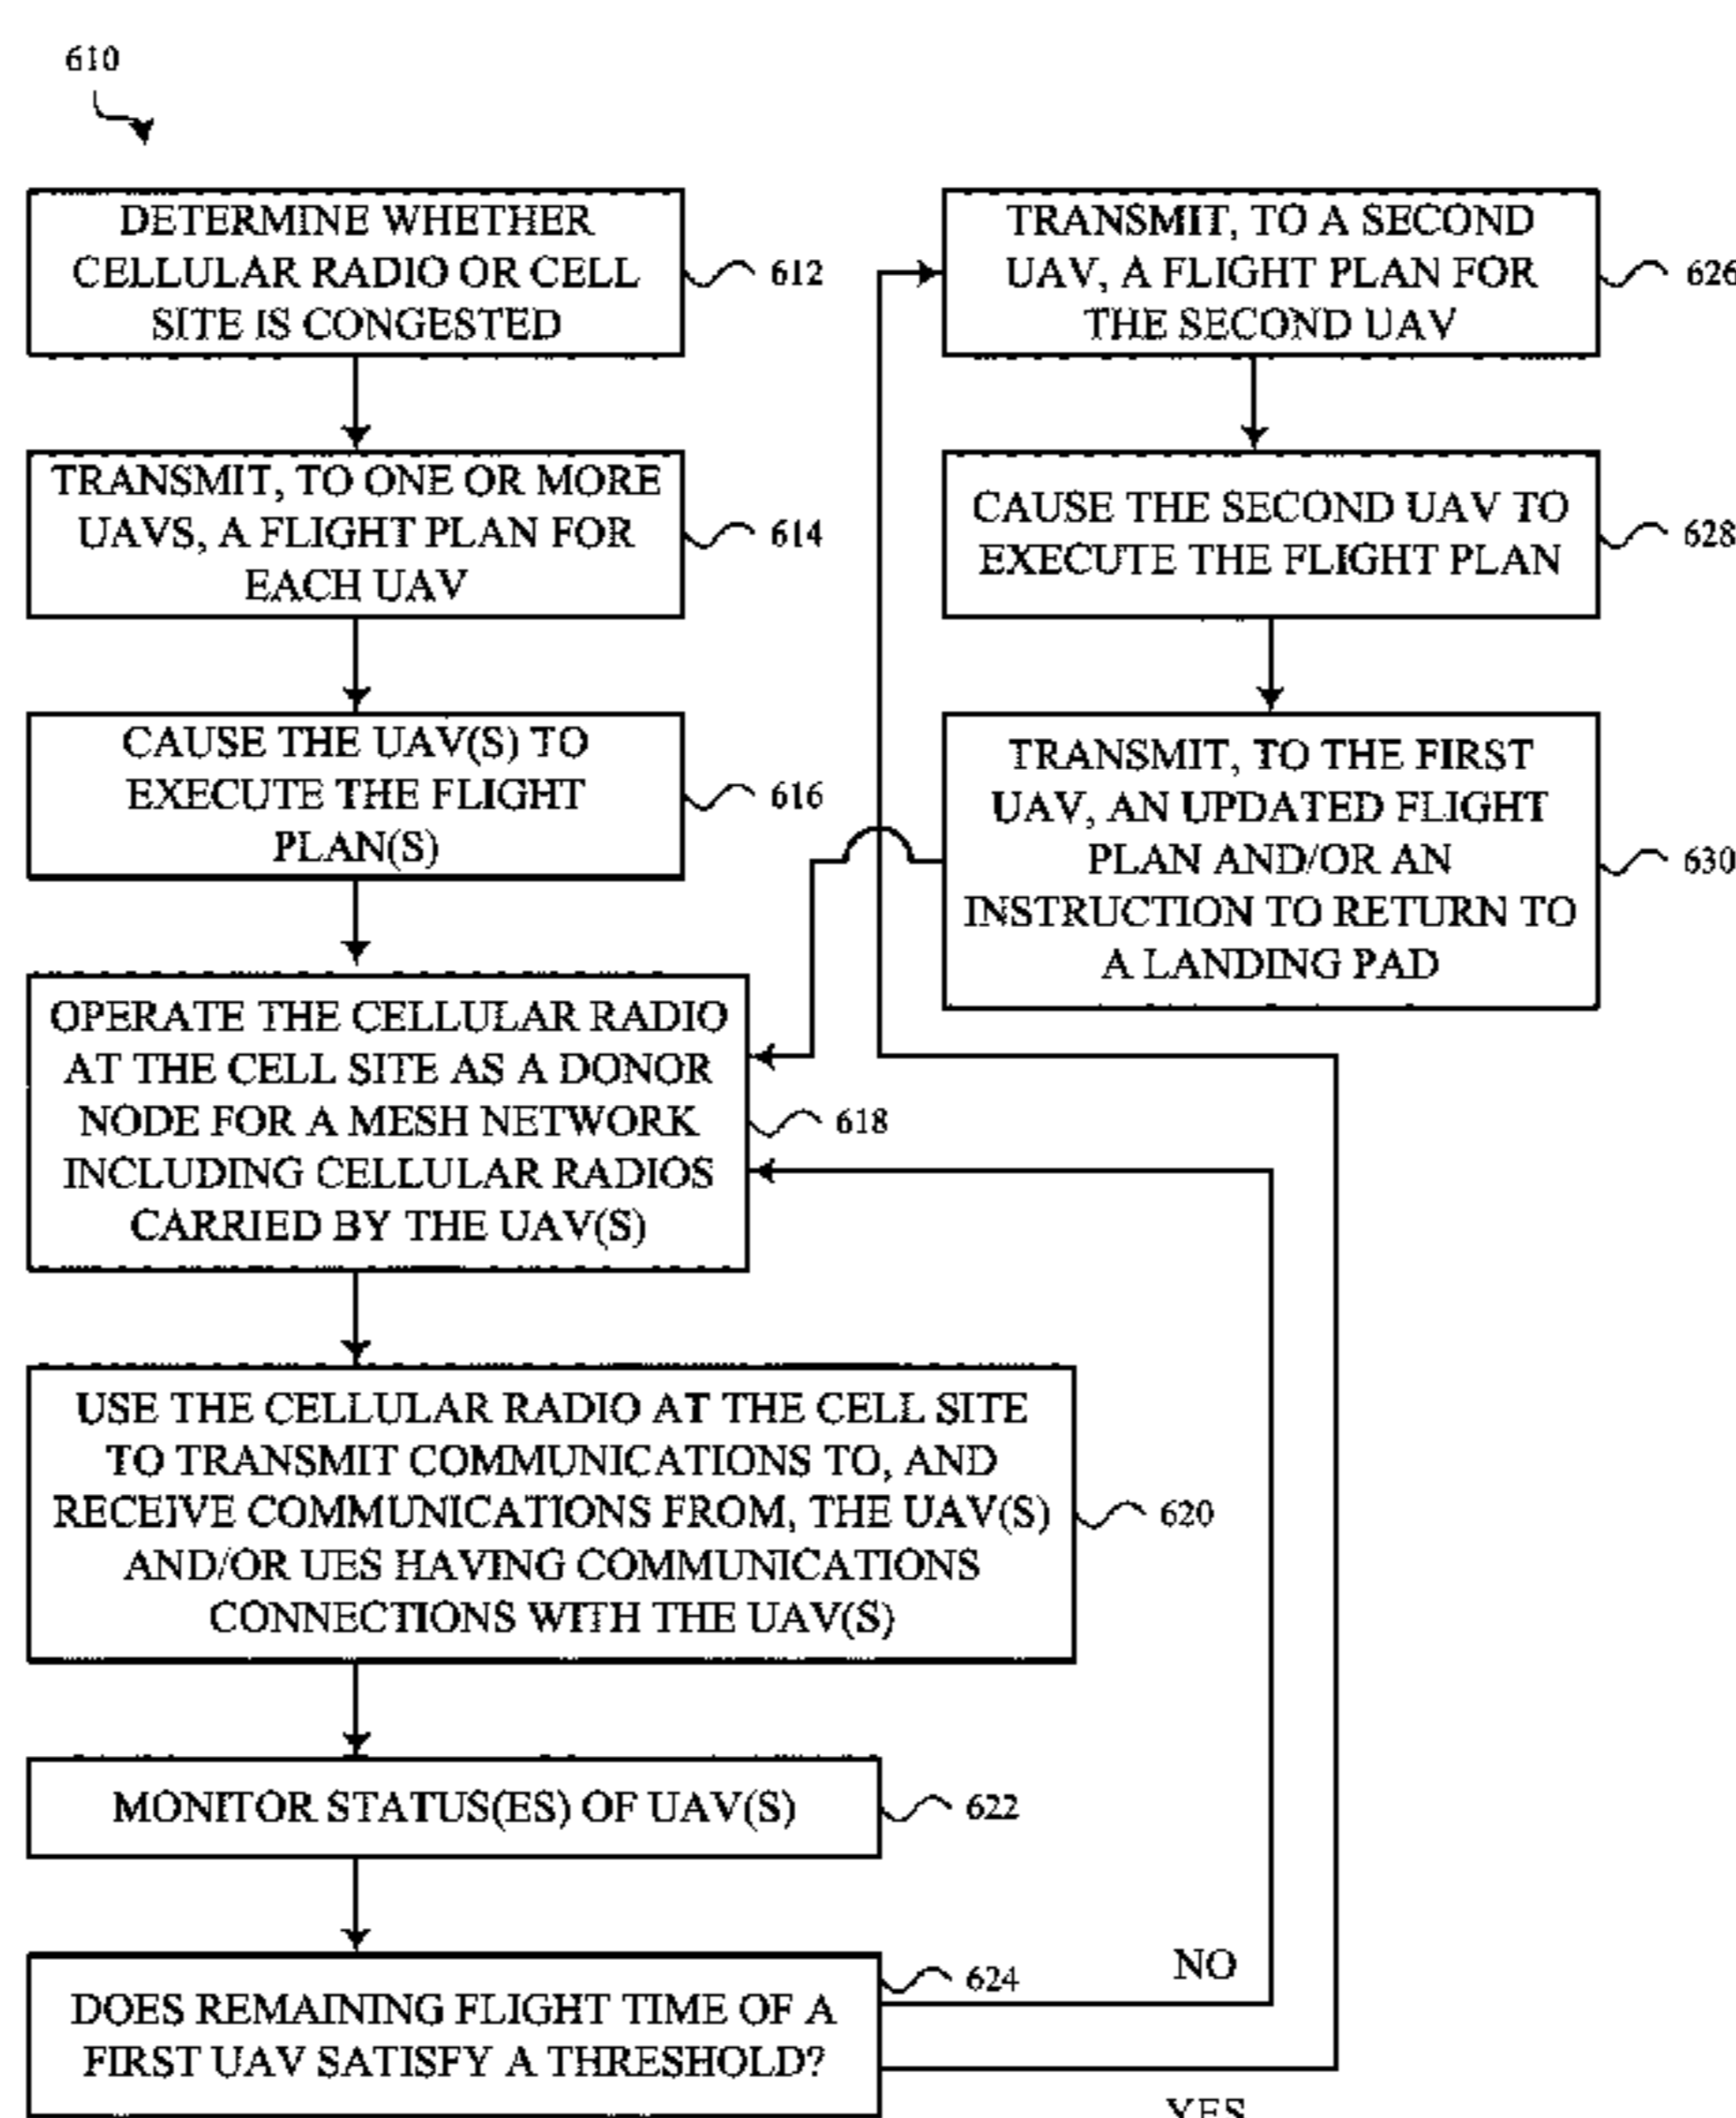 610
DETERMINE WHETHER
CELLULAR RADIO OR CELL
SITE IS CONGESTED
612
TRANSMIT, TO ONE OR MORE
UAVS, A FLIGHT PLAN FOR
EACH UAV
614
CAUSE THE UAV(S) TO
EXECUTE THE FLIGHT
PLAN(S)
616
OPERATE THE CELLULAR RADIO
AT THE CELL SITE AS A DONOR
NODE FOR A MESH NETWORK
INCLUDING CELLULAR RADIOS
CARRIED BY THE UAV(S)
618
USE THE CELLULAR RADIO AT THE CELL SITE
TO TRANSMIT COMMUNICATIONS TO, AND
RECEIVE COMMUNICATIONS FROM, THE UAV(S)
AND/OR UES HAVING COMMUNICATIONS
CONNECTIONS WITH THE UAV(S)
620
MONITOR STATUS(ES) OF UAV(S)
622
DOES REMAINING FLIGHT TIME OF A
FIRST UAV SATISFY A THRESHOLD?
624
NO
YES
TRANSMIT, TO A SECOND
UAV, A FLIGHT PLAN FOR
THE SECOND UAV
626
CAUSE THE SECOND UAV TO
EXECUTE THE FLIGHT PLAN
628
TRANSMIT, TO THE FIRST
UAV, AN UPDATED FLIGHT
PLAN AND/OR AN
INSTRUCTION TO RETURN TO
A LANDING PAD
630